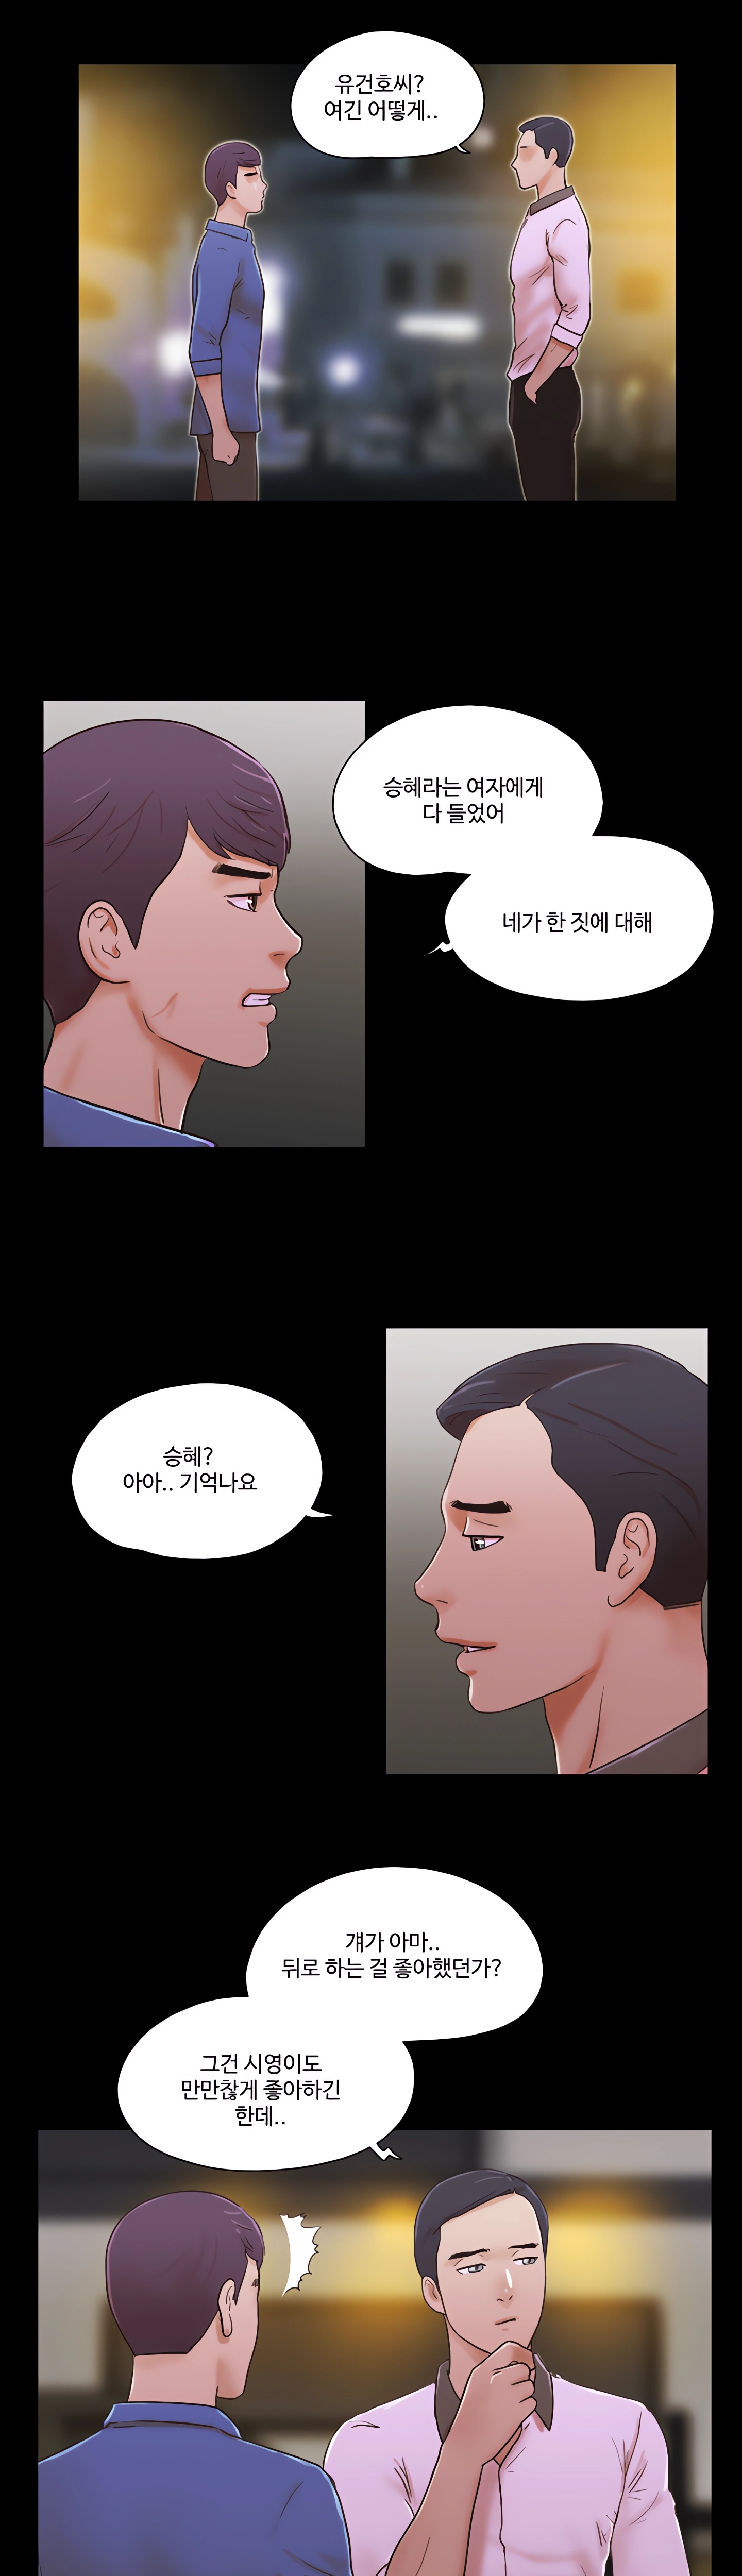 유건호씨?
여긴 어떻게..
승혜라는 여자에게
다 들었어
네가 한 짓에 대해
승혜?
아아.. 기억나요
걔가 아마..
뒤로 하는 걸 좋아했던가?
그건 시영이도
만만찮게 좋아하긴
한데..